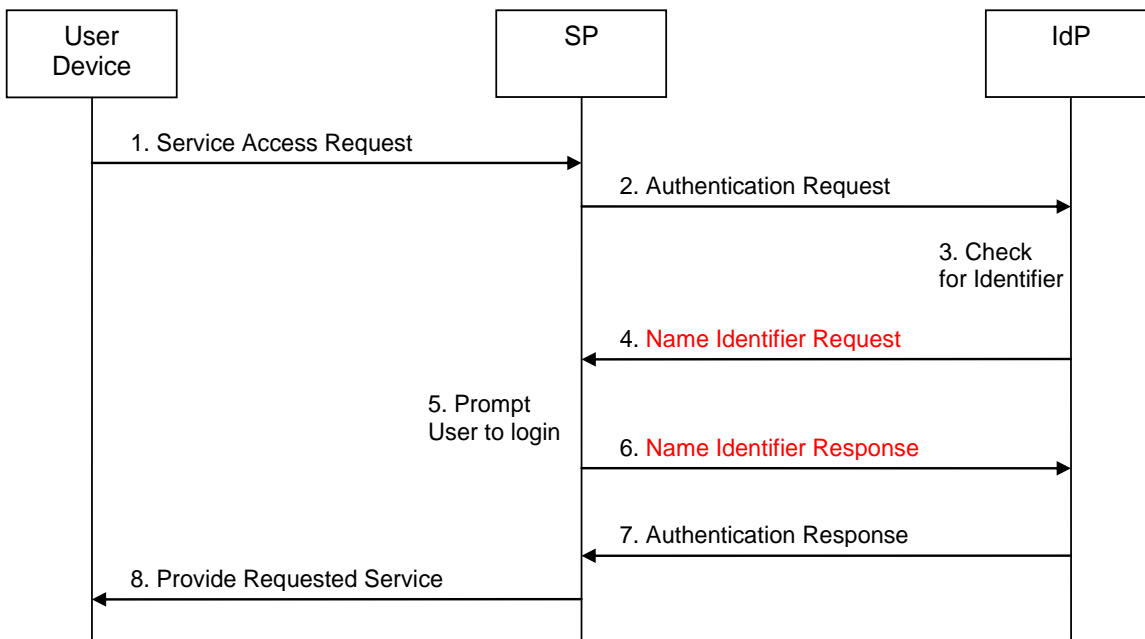 User
Device
SP
IdP
1. Service Access Request
2. Authentication Request
3. Check
for Identifier
4. Name Identifier Request
5. Prompt
User to login
6. Name Identifier Response
7. Authentication Response
8. Provide Requested Service